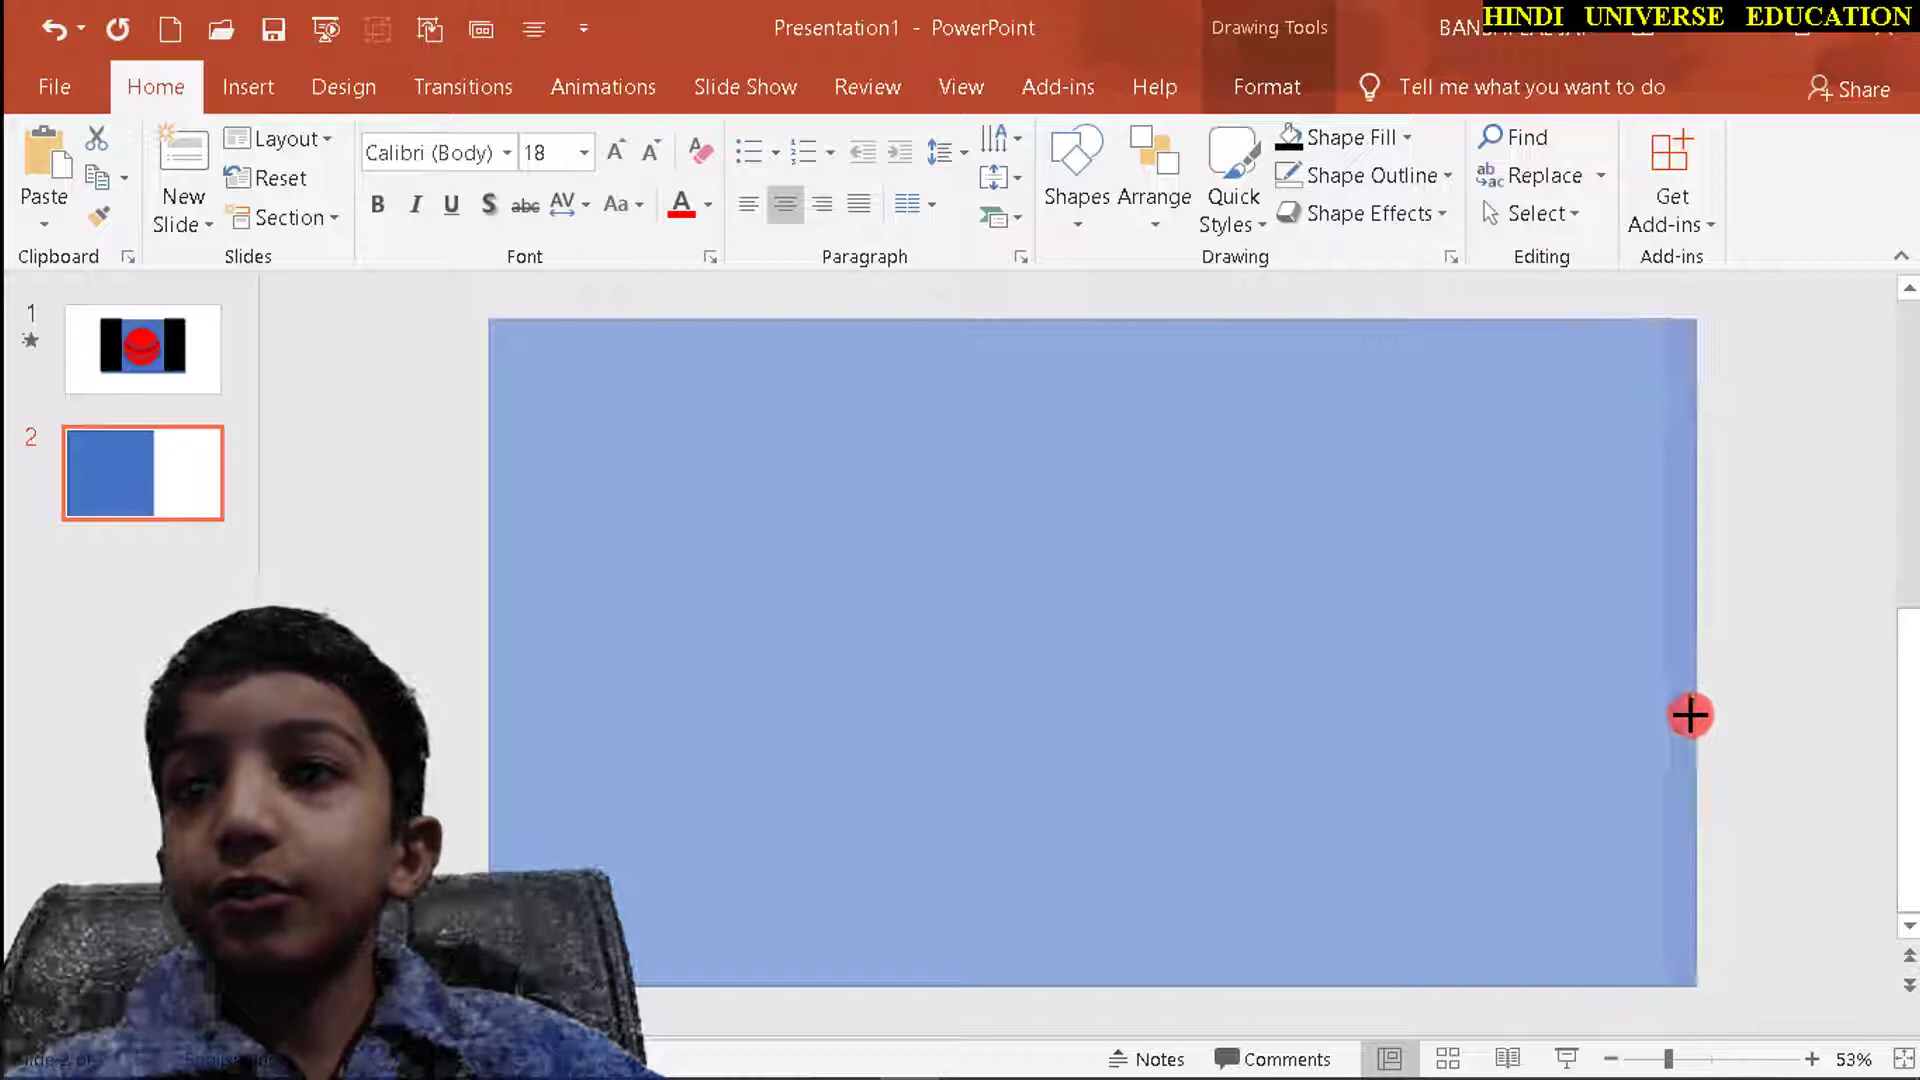 HINDI UNIVERSE EDUCATION
Presentation1 - PowerPoint
Drawing Tools
File Home Insert Design Transitions Animations Slide Show Review View Add-ins Help Format Tell me what you want to do Share
Paste
Clipboard
New Slide
Layout
Reset
Section
Slides
Calibri (Body) 18
B I U S abc AV Aa A
Font
Paragraph
Shapes
Arrange
Quick Styles
Shape Fill
Shape Outline
Shape Effects
Drawing
Find
Replace
Select
Editing
Get Add-ins
Add-ins
1
2
Notes Comments 53%